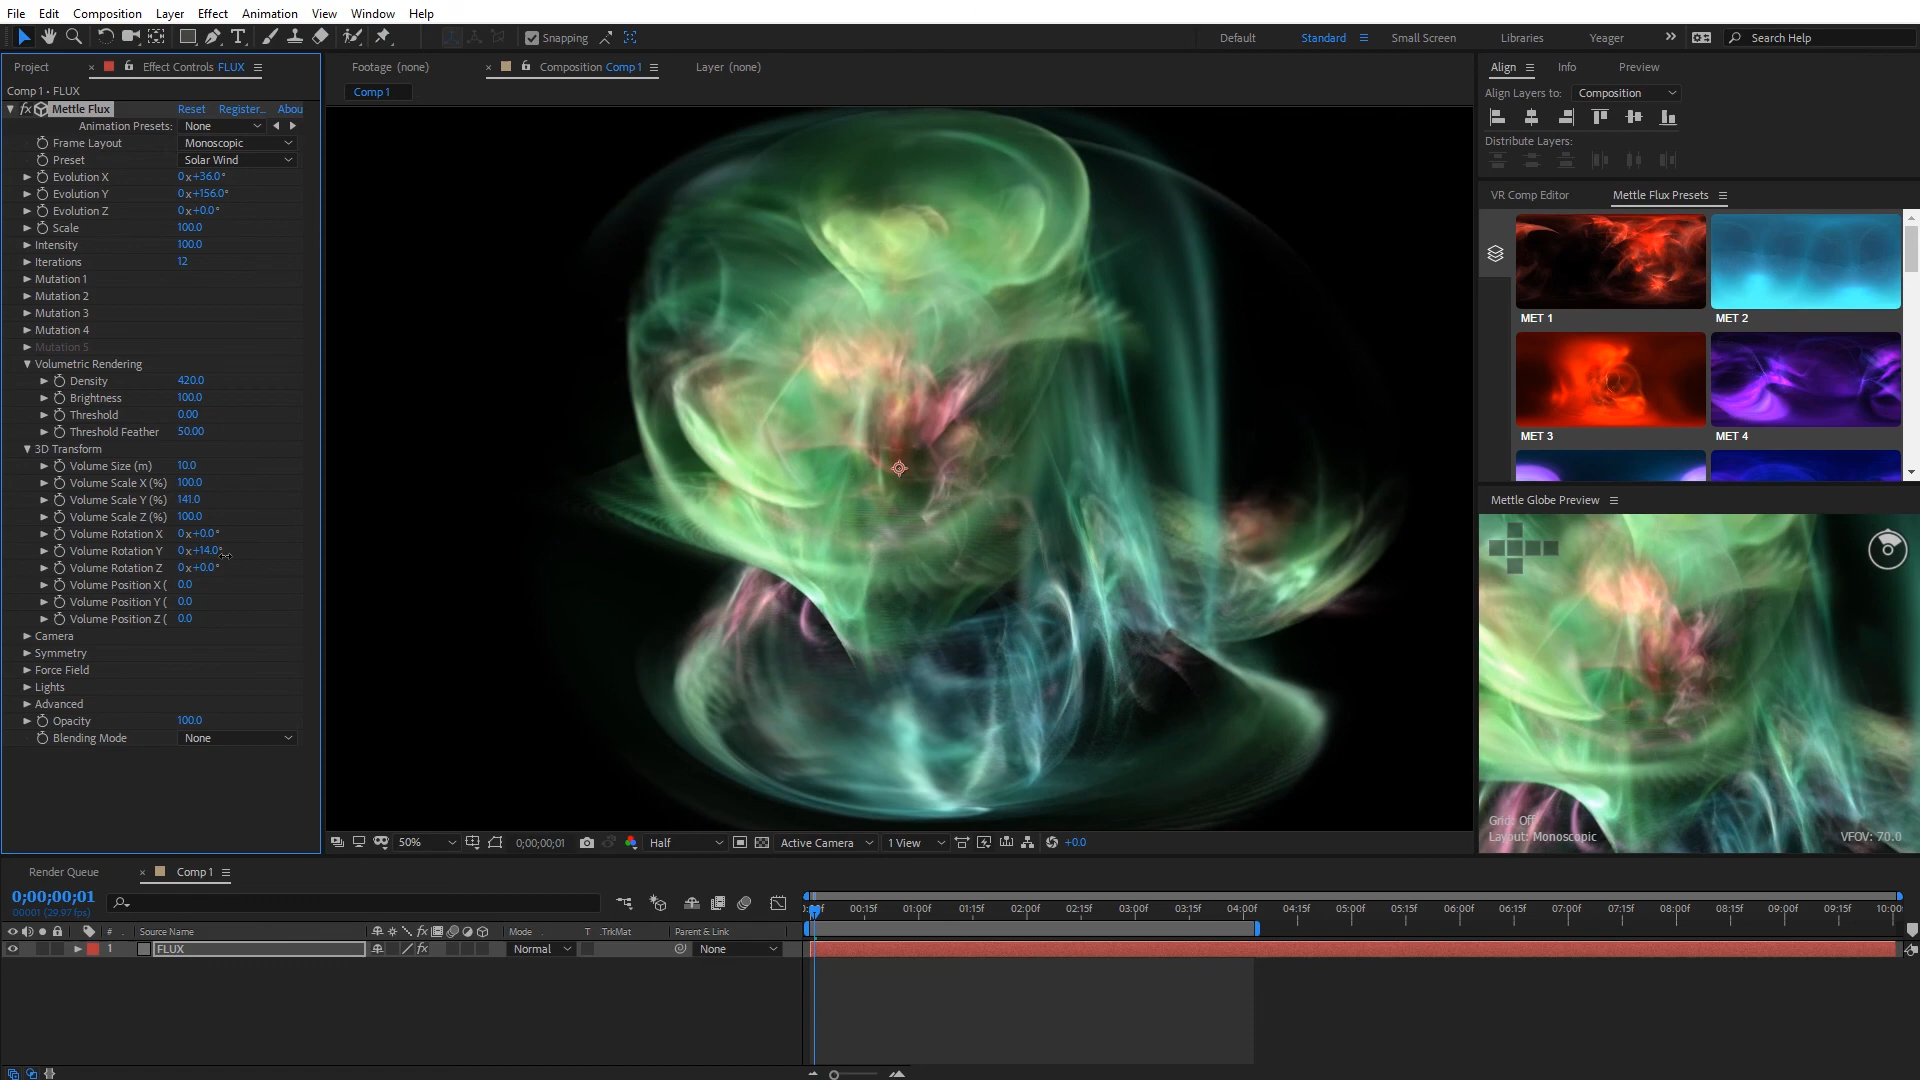 File Edit Composition Layer Effect Animation View Window Help
Snapping
Default Standard Small Screen Libraries Yeager Search Help
Project Effect Controls FLUX
Comp 1 • FLUX
Mettle Flux Reset Register... Abou
Animation Presets: None
Frame Layout Monoscopic
Preset Solar Wind
Evolution X 0x+36.0°
Evolution Y 0x+156.0°
Evolution Z 0x+0.0°
Scale 100.0
Intensity 100.0
Iterations 12
Mutation 1
Mutation 2
Mutation 3
Mutation 4
Mutation 5
Volumetric Rendering
Density 420.0
Brightness 100.0
Threshold 0.00
Threshold Feather 50.00
3D Transform
Volume Size (m) 10.0
Volume Scale X (%) 100.0
Volume Scale Y (%) 141.0
Volume Scale Z (%) 100.0
Volume Rotation X 0x+0.0°
Volume Rotation Y 0x+14.0°
Volume Rotation Z 0x+0.0°
Volume Position X ( 0.0
Volume Position Y ( 0.0
Volume Position Z ( 0.0
Camera
Symmetry
Force Field
Lights
Advanced
Opacity 100.0
Blending Mode None
Footage (none) Composition Comp 1 Layer (none)
Comp 1
50% 0;00;00;01 Half Active Camera 1 View +0.0
Align Info Preview
Align Layers to: Composition
Distribute Layers:
VR Comp Editor Mettle Flux Presets
MET 1 MET 2
MET 3 MET 4
Mettle Globe Preview
Grid: Off
Layout: Monoscopic VFOV: 70.0
Render Queue Comp 1
0;00;00;01
00001 (29.97 fps)
00:15f 01:00f 01:15f 02:00f 02:15f 03:00f 03:15f 04:00f 04:15f 05:00f 05:15f 06:00f 06:15f 07:00f 07:15f 08:00f 08:15f 09:00f 09:15f 10:00
# Source Name fx Mode T .TrkMat Parent & Link
1 FLUX fx Normal None